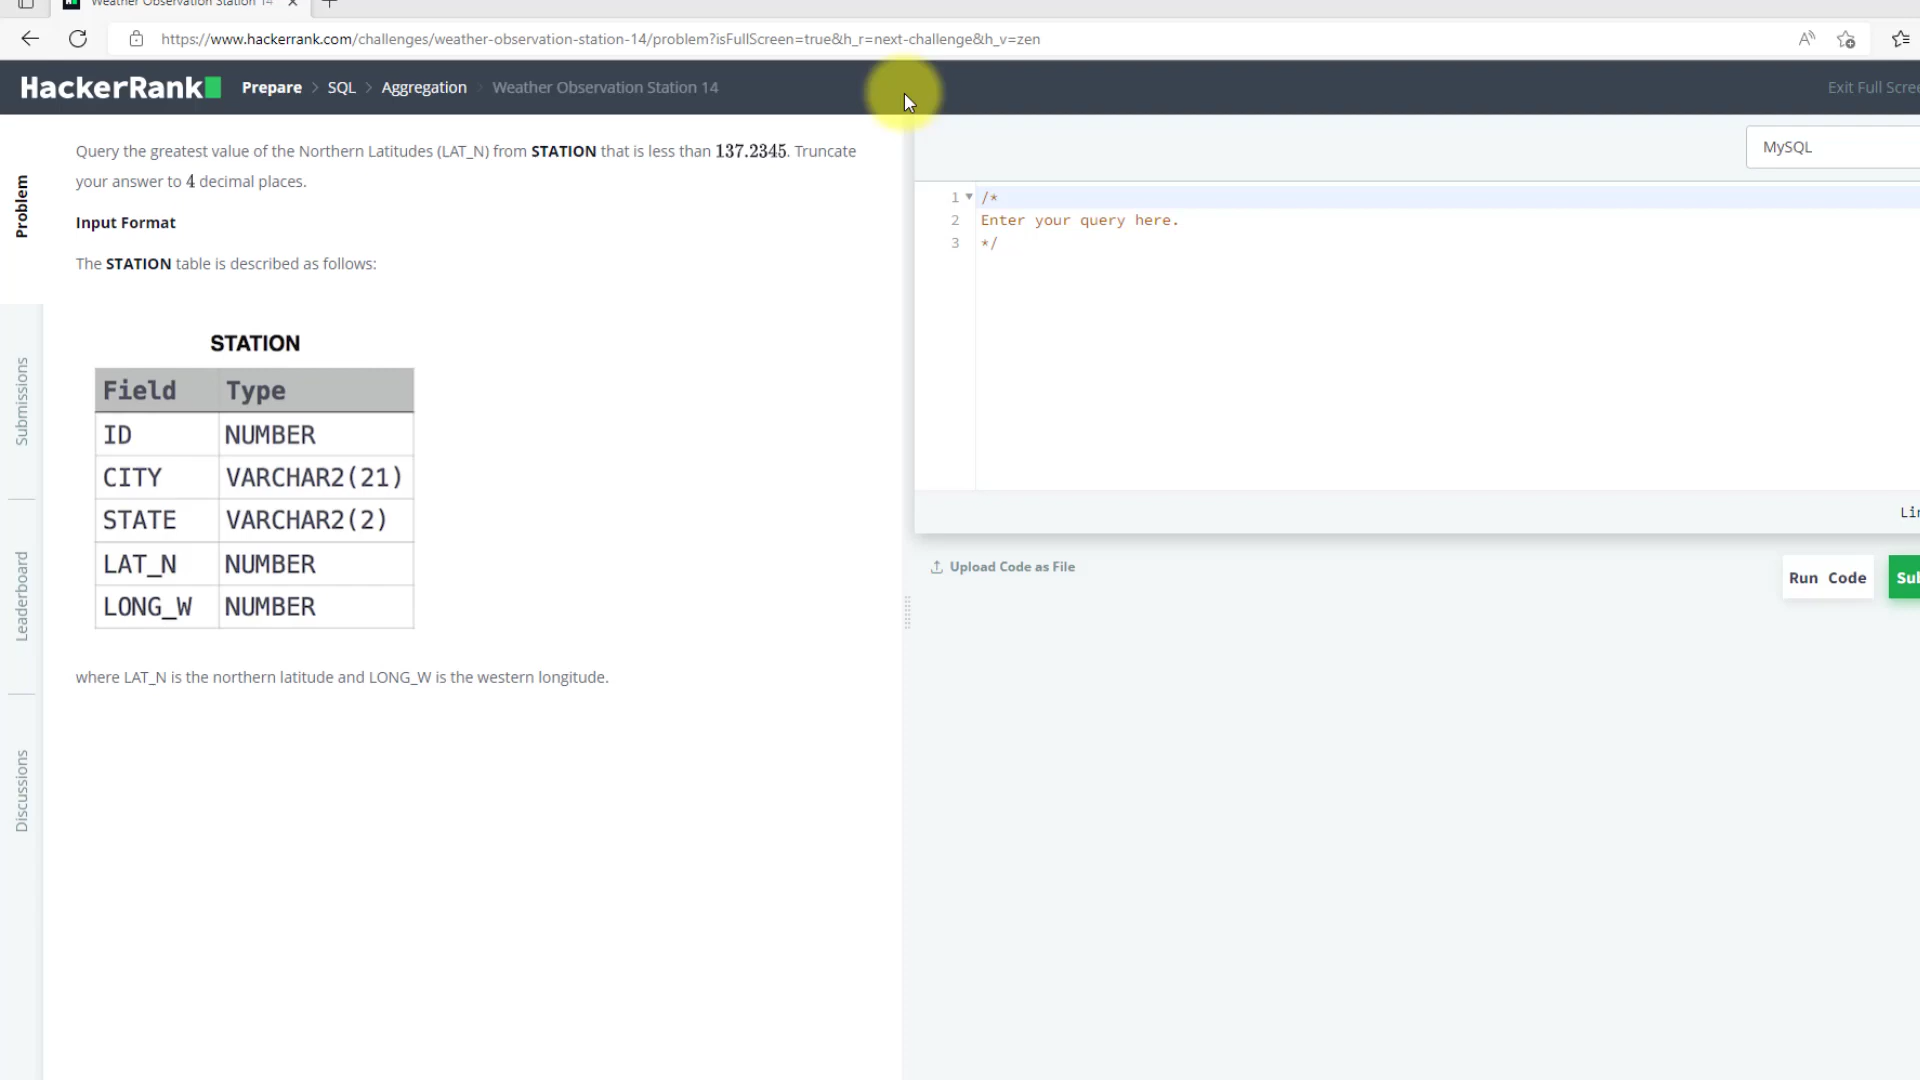 Weather Observation Station 14
https://www.hackerrank.com/challenges/weather-observation-station-14/problem?isFullScreen=true&h_r=next-challenge&h_v=zen
HackerRank Prepare > SQL > Aggregation > Weather Observation Station 14
Exit Full Scree
Problem
Submissions
Leaderboard
Discussions
Query the greatest value of the Northern Latitudes (LAT_N) from STATION that is less than 137.2345. Truncate
your answer to 4 decimal places.
Input Format
The STATION table is described as follows:
STATION
Field Type
ID NUMBER
CITY VARCHAR2(21)
STATE VARCHAR2(2)
LAT_N NUMBER
LONG_W NUMBER
where LAT_N is the northern latitude and LONG_W is the western longitude.
MySQL
1 /*
2 Enter your query here.
3 */
Lin
Upload Code as File
Run Code
Sub